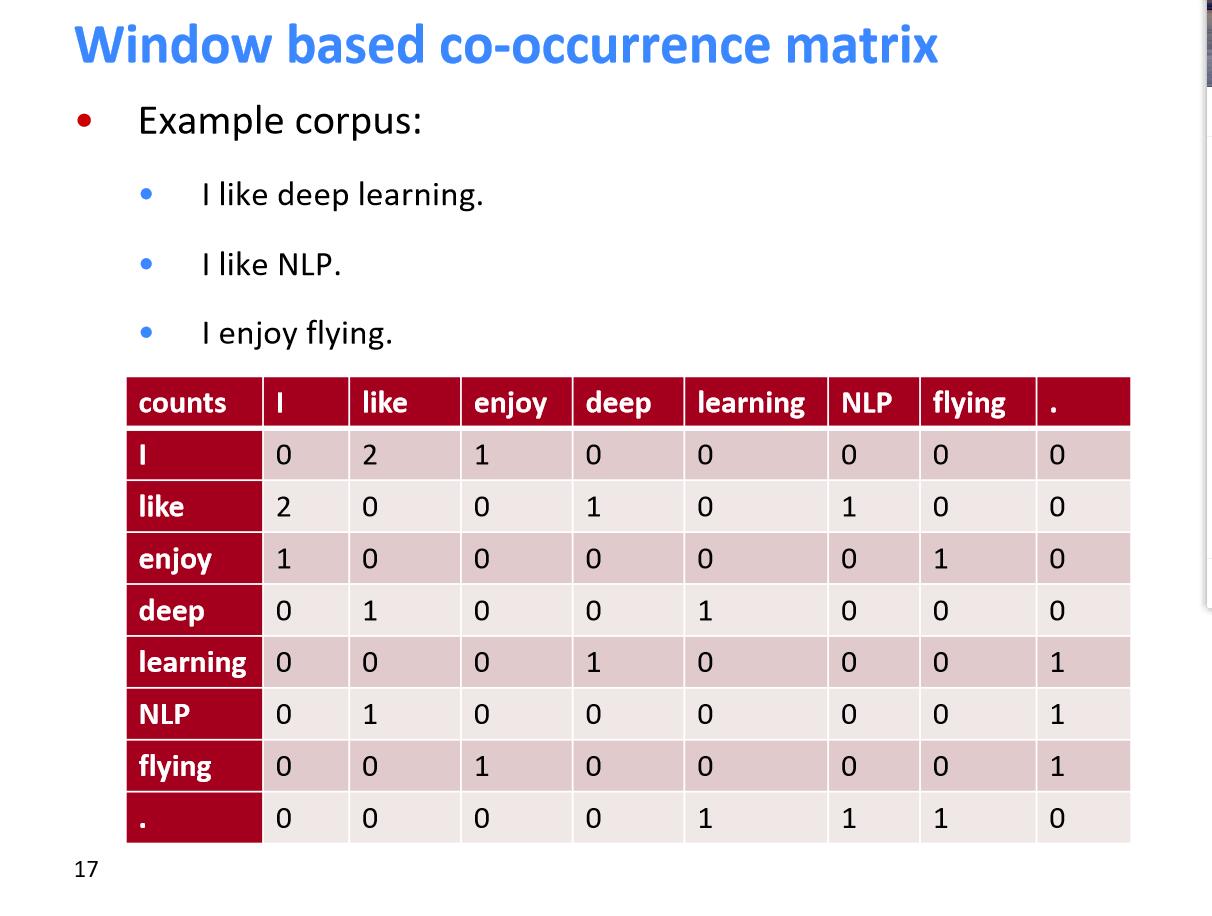 Window based co-occurrence matrix
• Example corpus:
• I like deep learning.
• I like NLP.
• I enjoy flying.
counts I like enjoy deep learning NLP flying .
I 0 2 1 0 0 0 0 0
like 2 0 0 1 0 1 0 0
enjoy 1 0 0 0 0 0 1 0
deep 0 1 0 0 1 0 0 0
learning 0 0 0 1 0 0 0 1
NLP 0 1 0 0 0 0 0 1
flying 0 0 1 0 0 0 0 1
. 0 0 0 0 1 1 1 0
17